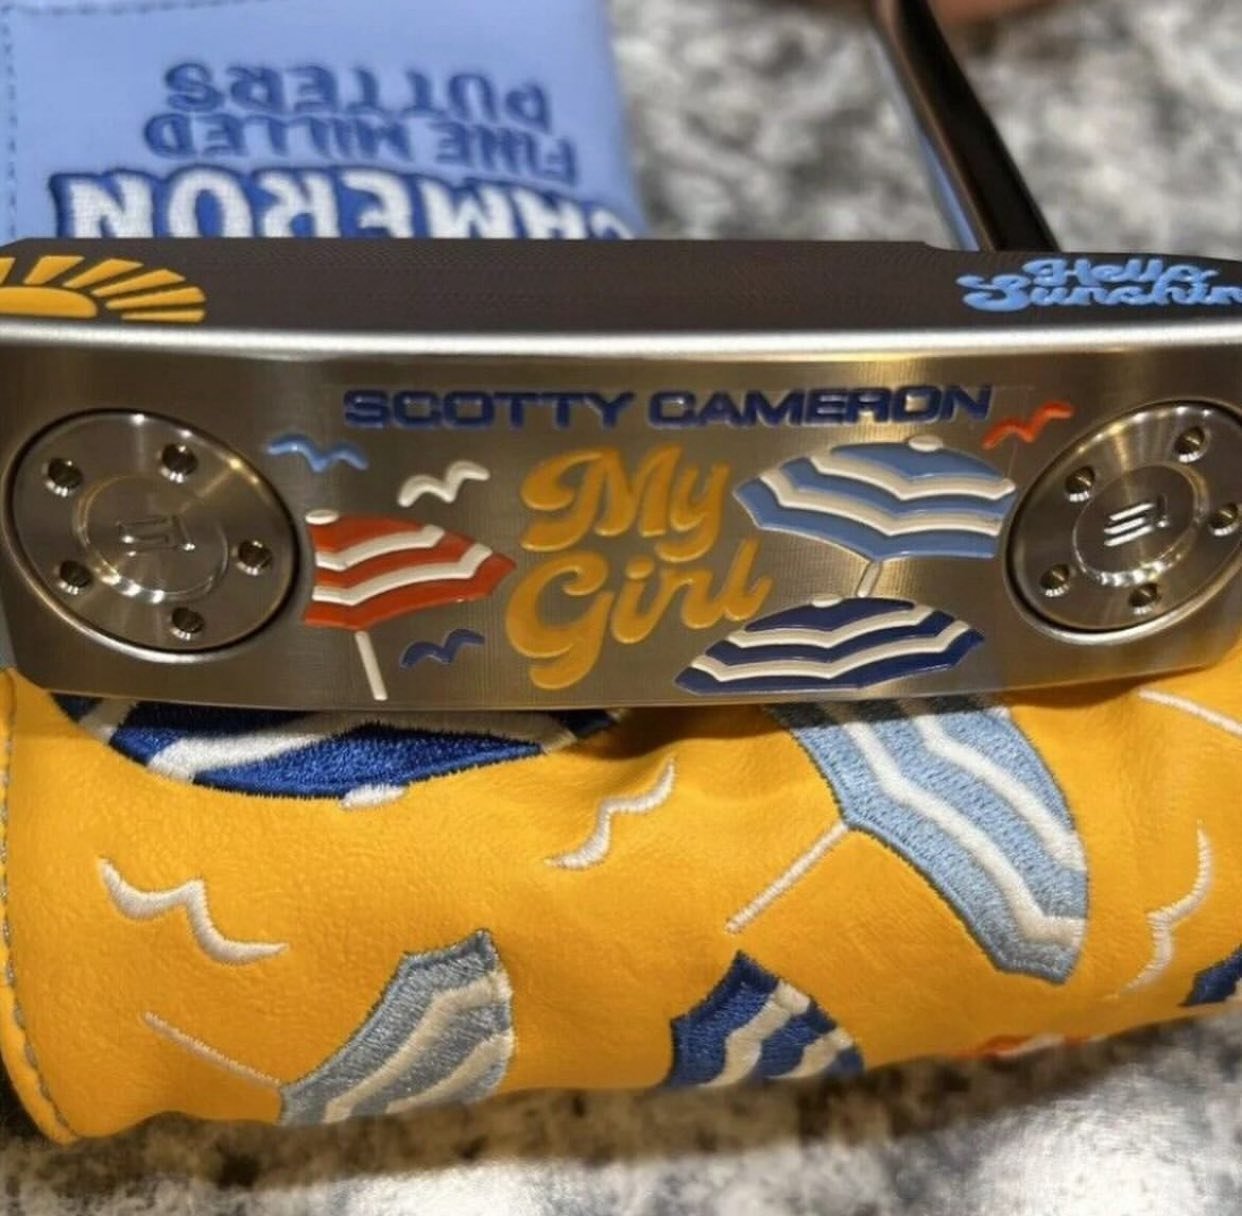 PUTTERS
FINE MILLED
CAMERON
Hello
Sunshin
SCOTTY CAMERON
My
Girl